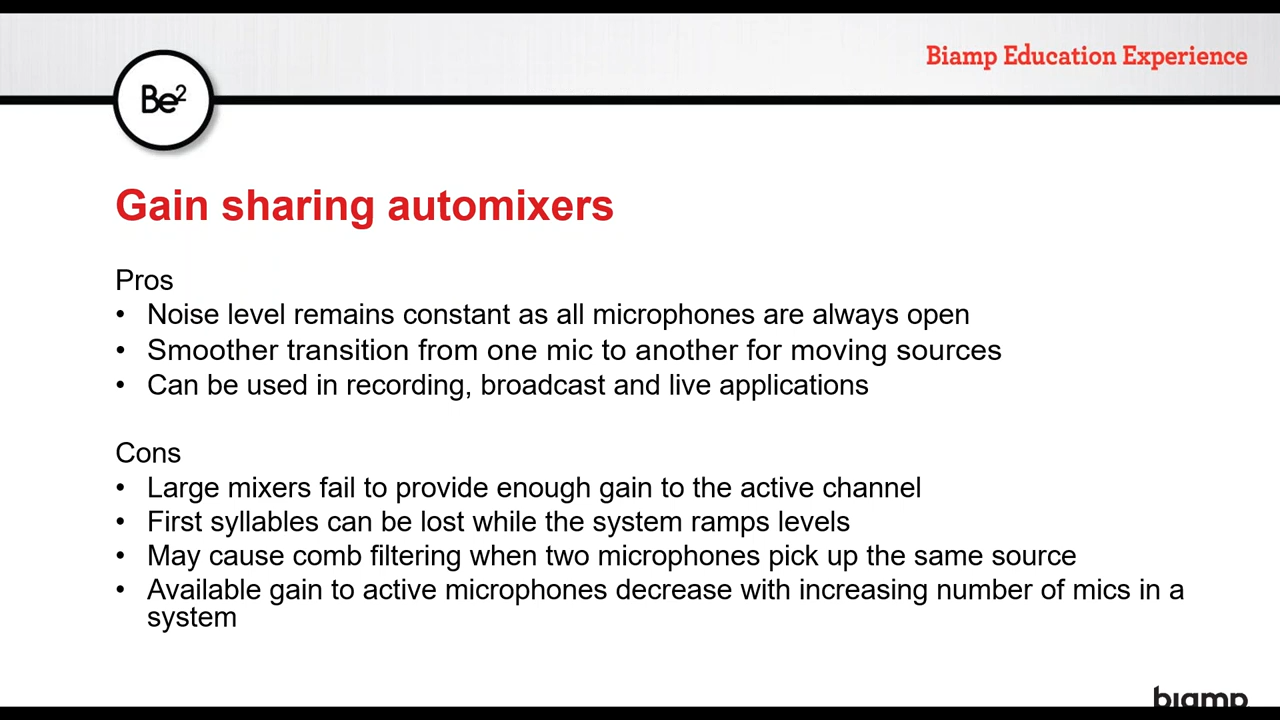 Biamp Education Experience
Be²
Gain sharing automixers
Pros
• Noise level remains constant as all microphones are always open
• Smoother transition from one mic to another for moving sources
• Can be used in recording, broadcast and live applications
Cons
• Large mixers fail to provide enough gain to the active channel
• First syllables can be lost while the system ramps levels
• May cause comb filtering when two microphones pick up the same source
• Available gain to active microphones decrease with increasing number of mics in a
system
biamp